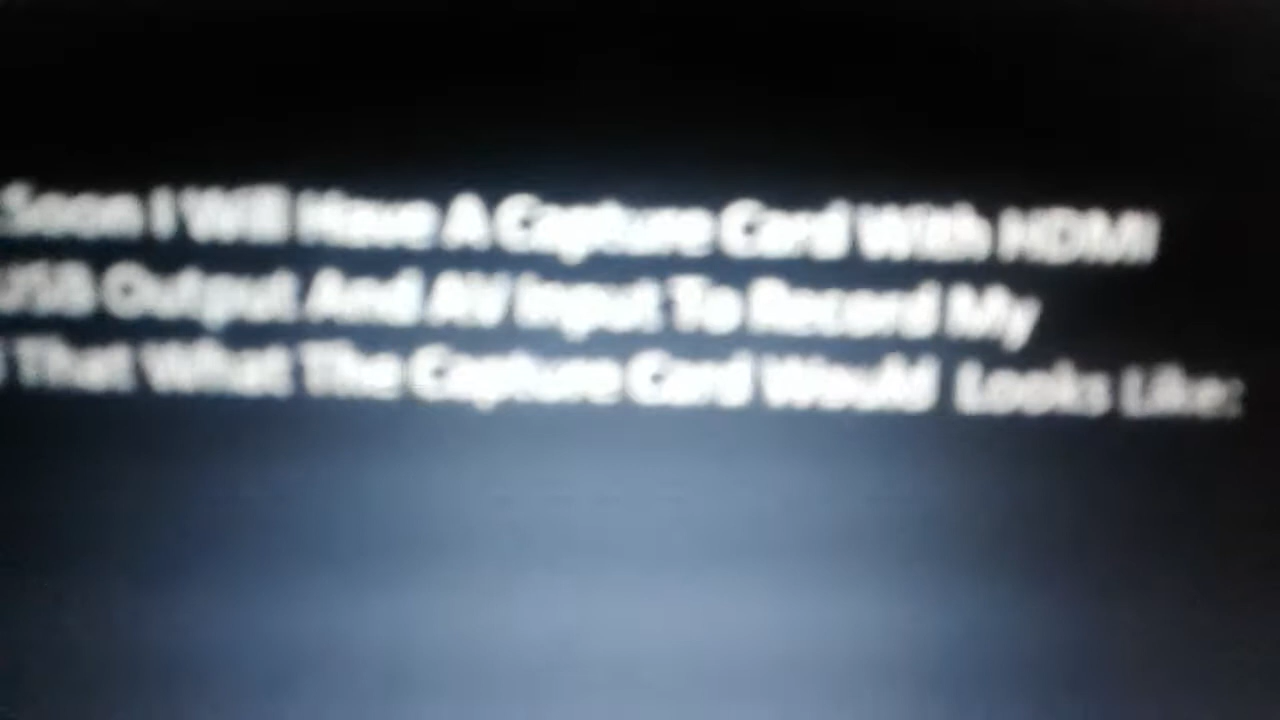 Soon I Will Have A Capture Card With HDMI
USB Output And AV Input To Record My
That What The Capture Card Would Looks Like: